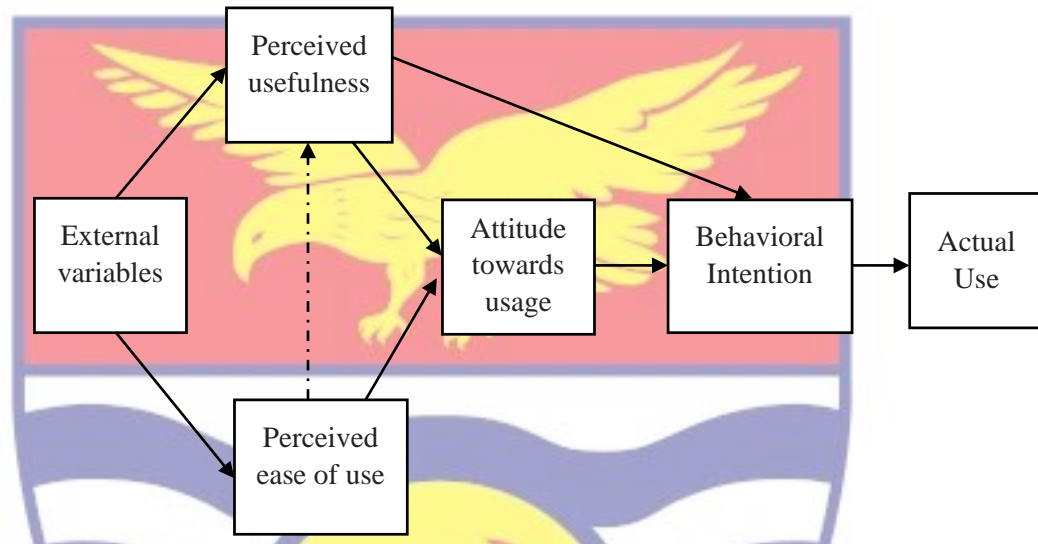 Perceived
usefulness
External
variables
Attitude
towards
usage
Behavioral
Intention
Actual
Use
Perceived
ease of use